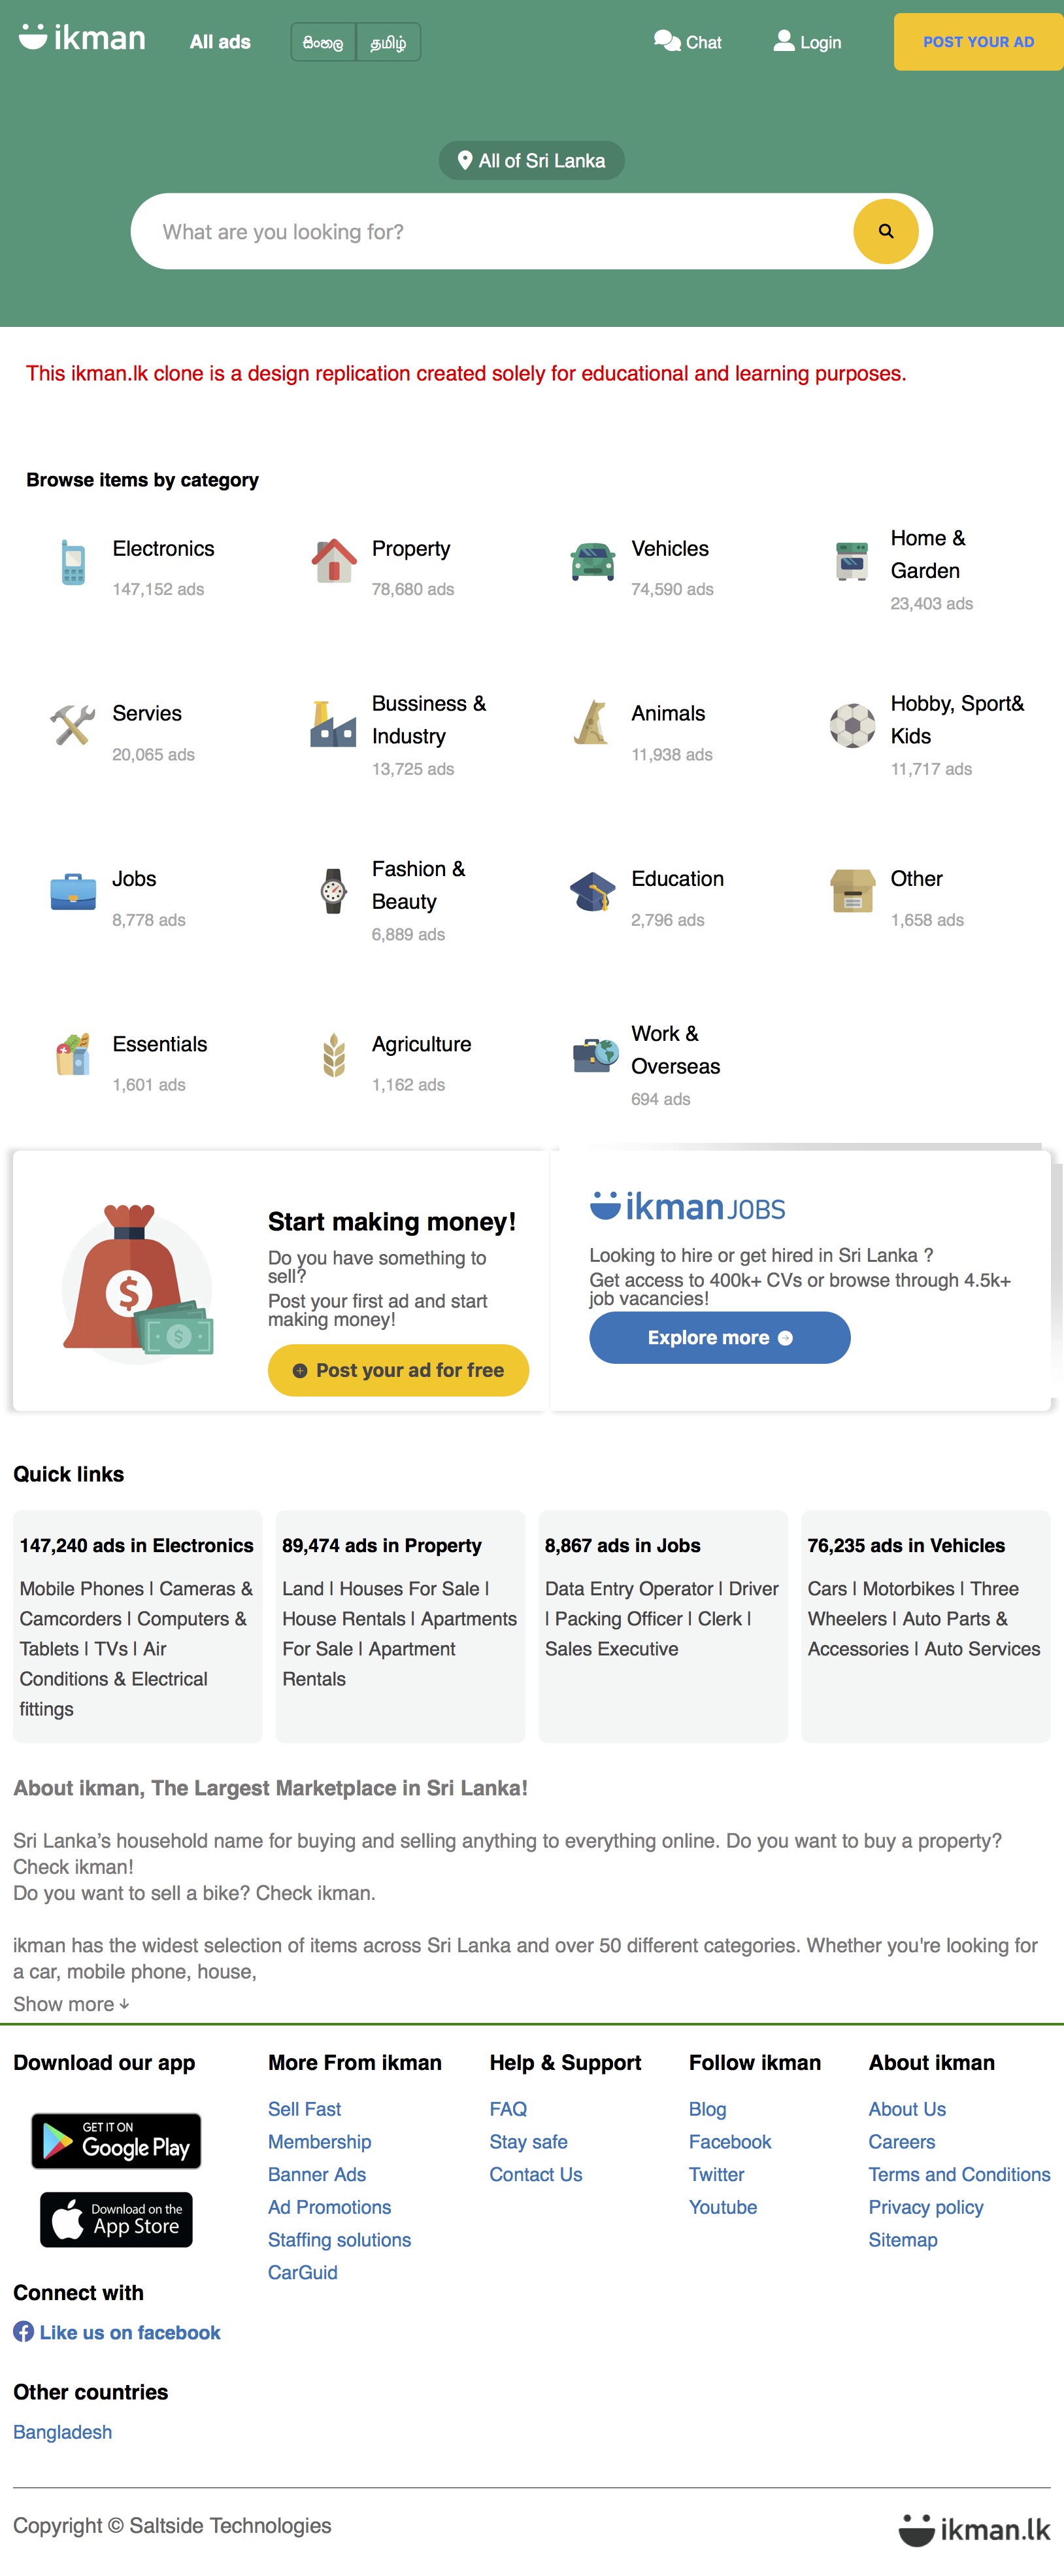 ikman
All ads
සිංහල
தமிழ்
Chat
Login
POST YOUR AD
All of Sri Lanka
What are you looking for?
This ikman.lk clone is a design replication created solely for educational and learning purposes.
Browse items by category
Electronics
147,152 ads
Property
78,680 ads
Vehicles
74,590 ads
Home &
Garden
23,403 ads
Servies
20,065 ads
Bussiness &
Industry
13,725 ads
Animals
11,938 ads
Hobby, Sport&
Kids
11,717 ads
Jobs
8,778 ads
Fashion &
Beauty
6,889 ads
Education
2,796 ads
Other
1,658 ads
Essentials
1,601 ads
Agriculture
1,162 ads
Work &
Overseas
694 ads
$
$
Start making money!
Do you have something to
sell?
Post your first ad and start
making money!
Post your ad for free
ikman JOBS
Looking to hire or get hired in Sri Lanka ?
Get access to 400k+ CVs or browse through 4.5k+
job vacancies!
Explore more
Quick links
147,240 ads in Electronics
Mobile Phones | Cameras &
Camcorders | Computers &
Tablets | TVs | Air
Conditions & Electrical
fittings
89,474 ads in Property
Land | Houses For Sale |
House Rentals | Apartments
For Sale | Apartment
Rentals
8,867 ads in Jobs
Data Entry Operator | Driver
| Packing Officer | Clerk |
Sales Executive
76,235 ads in Vehicles
Cars | Motorbikes | Three
Wheelers | Auto Parts &
Accessories | Auto Services
About ikman, The Largest Marketplace in Sri Lanka!
Sri Lanka’s household name for buying and selling anything to everything online. Do you want to buy a property?
Check ikman!
Do you want to sell a bike? Check ikman.
ikman has the widest selection of items across Sri Lanka and over 50 different categories. Whether you're looking for
a car, mobile phone, house,
Show more
Download our app
GET IT ON
Google Play
Download on the
App Store
Connect with
Like us on facebook
Other countries
Bangladesh
More From ikman
Sell Fast
Membership
Banner Ads
Ad Promotions
Staffing solutions
CarGuid
Help & Support
FAQ
Stay safe
Contact Us
Follow ikman
Blog
Facebook
Twitter
Youtube
About ikman
About Us
Careers
Terms and Conditions
Privacy policy
Sitemap
Copyright © Saltside Technologies
ikman.lk